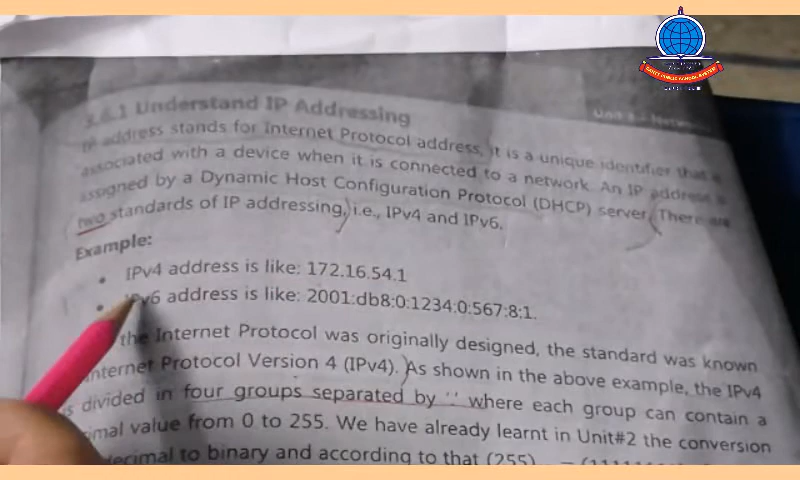 3.4.1 Understand IP Addressing
IP address stands for Internet Protocol address. It is a unique identifier that is
associated with a device when it is connected to a network. An IP address is
assigned by a Dynamic Host Configuration Protocol (DHCP) server. There are
two standards of IP addressing, i.e., IPv4 and IPv6.
Example:
• IPv4 address is like: 172.16.54.1
• IPv6 address is like: 2001:db8:0:1234:0:567:8:1.
the Internet Protocol was originally designed, the standard was known
Internet Protocol Version 4 (IPv4). As shown in the above example, the IPv4
is divided in four groups separated by '.' where each group can contain a
value from 0 to 255. We have already learnt in Unit#2 the conversion
decimal to binary and according to that (255)